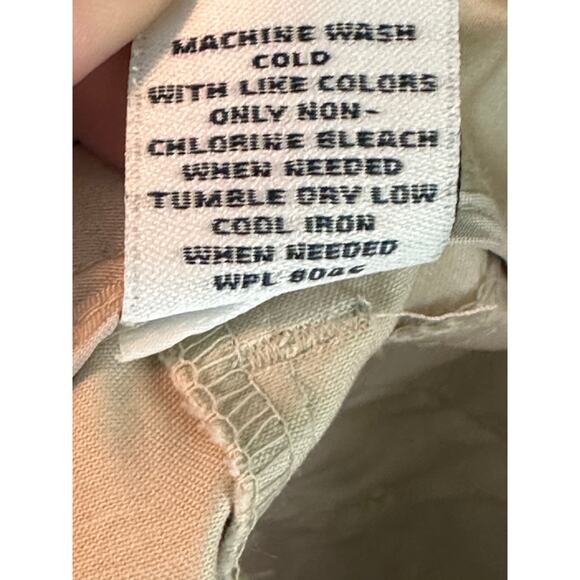 MACHINE WASH
COLD
WITH LIKE COLORS
ONLY NON-
CHLORINE BLEACH
WHEN NEEDED
TUMBLE DRY LOW
COOL IRON
WHEN NEEDED
WPL